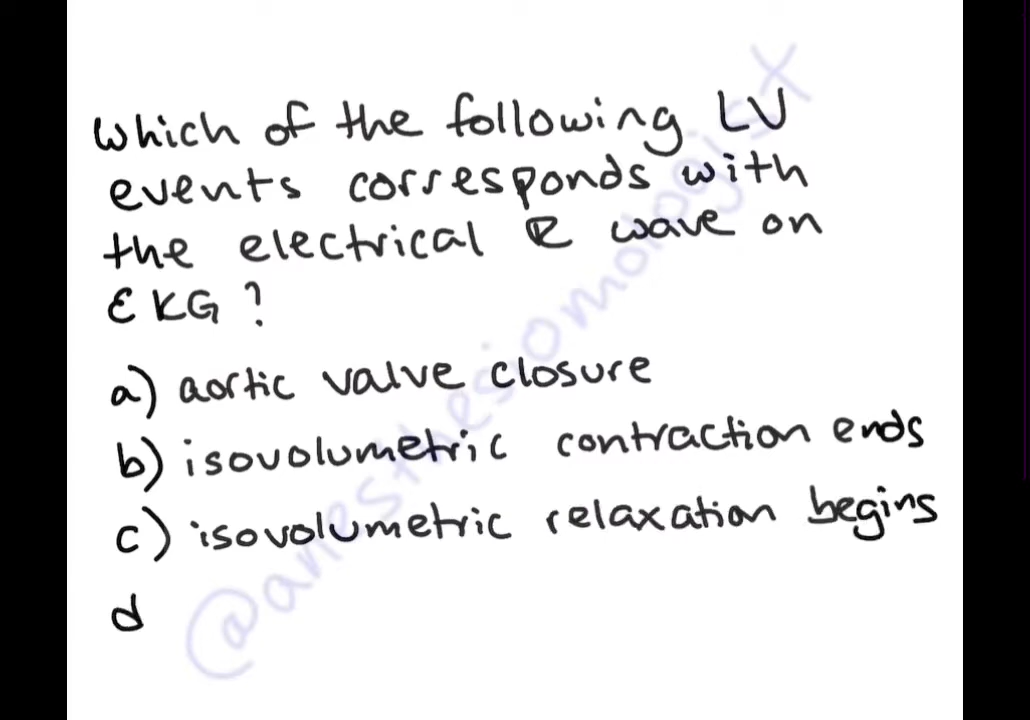 Which of the following LV
events corresponds with
the electrical R wave on
EKG?
a) aortic valve closure
b) isovolumetric contraction ends
c) isovolumetric relaxation begins
d
@anesthesiomologist